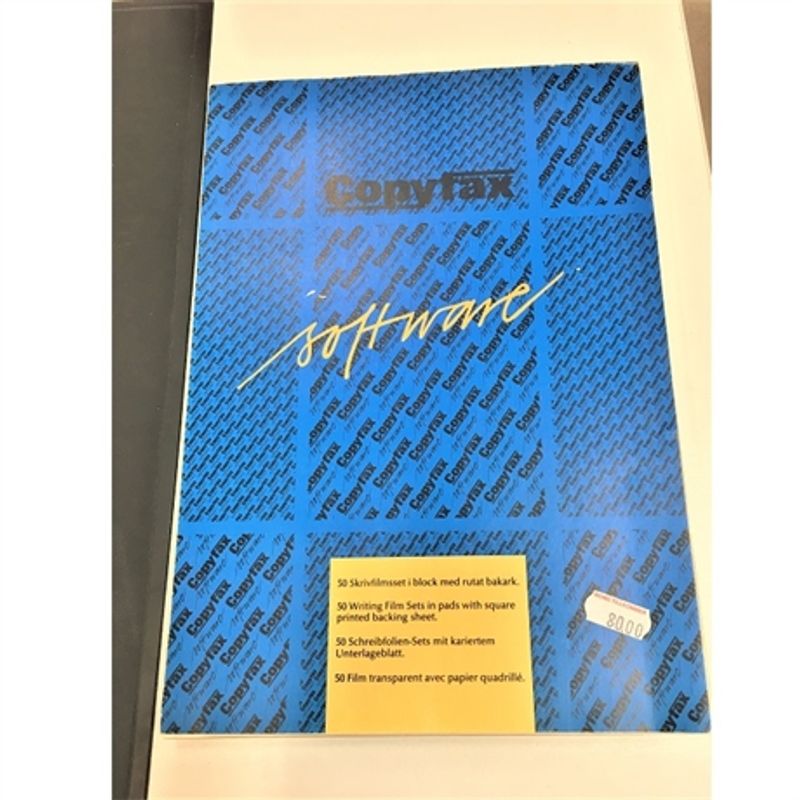 Copyfax
software
50 Skrivfilmsset i block med rutat bakark.
50 Writing Film Sets in pads with square
printed backing sheet.
50 Schreibfolien-Sets mit kariertem
Unterlageblatt.
50 Film transparent avec papier quadrillé.
80.00